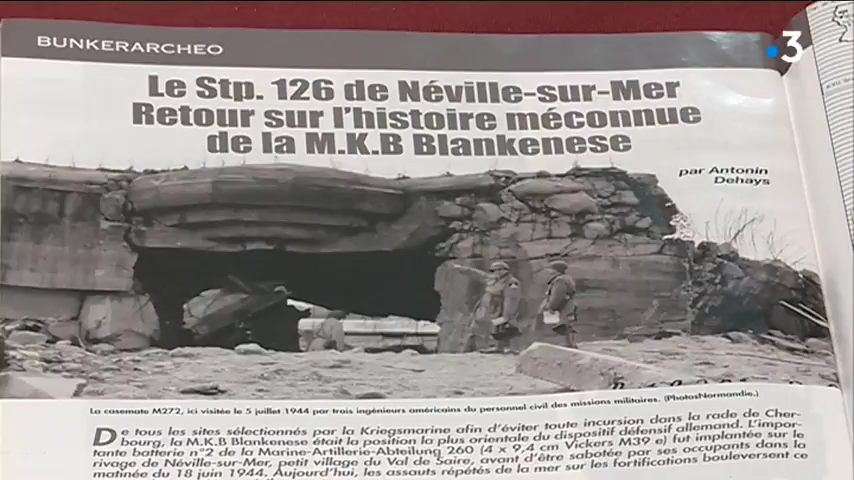 3
BUNKERARCHEO
Le Stp. 126 de Néville-sur-Mer
Retour sur l'histoire méconnue
de la M.K.B Blankenese
par Antonin
Dehays
La casemate M272, ici visitée le 5 juillet 1944 par trois ingénieurs américains du personnel civil des missions militaires. (PhotosNormandie.)
De tous les sites sélectionnés par la Kriegsmarine afin d'éviter toute incursion dans la rade de Cher-
bourg, la M.K.B Blankenese était la position la plus orientale du dispositif défensif allemand. L'impor-
tante batterie n°2 de la Marine-Artillerie-Abteilung 260 (4 x 9,4 cm Vickers M39 e) fut implantée sur le
rivage de Néville-sur-Mer, petit village du Val de Saire, avant d'être sabotée par ses occupants dans la
matinée du 18 juin 1944. Aujourd'hui, les assauts répétés de la mer sur les fortifications bouleversent ce